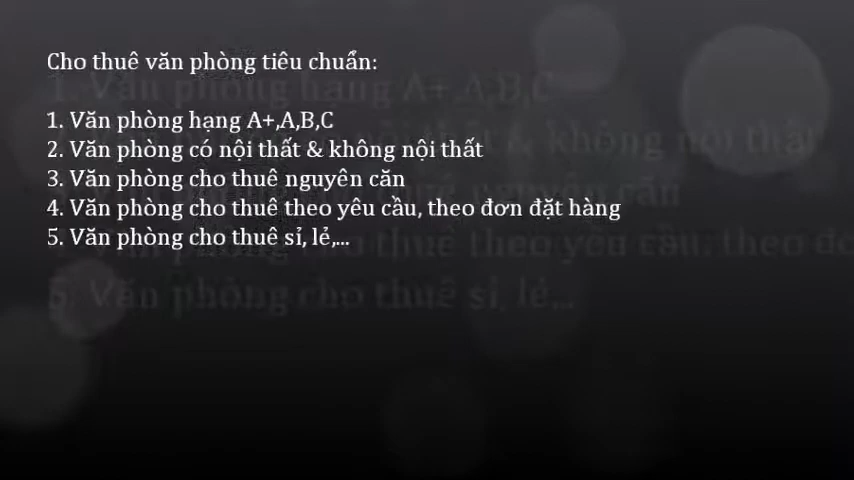 Cho thuê văn phòng tiêu chuẩn:
1. Văn phòng hạng A+,A,B,C
2. Văn phòng có nội thất & không nội thất
3. Văn phòng cho thuê nguyên căn
4. Văn phòng cho thuê theo yêu cầu, theo đơn đặt hàng
5. Văn phòng cho thuê sỉ, lẻ,...